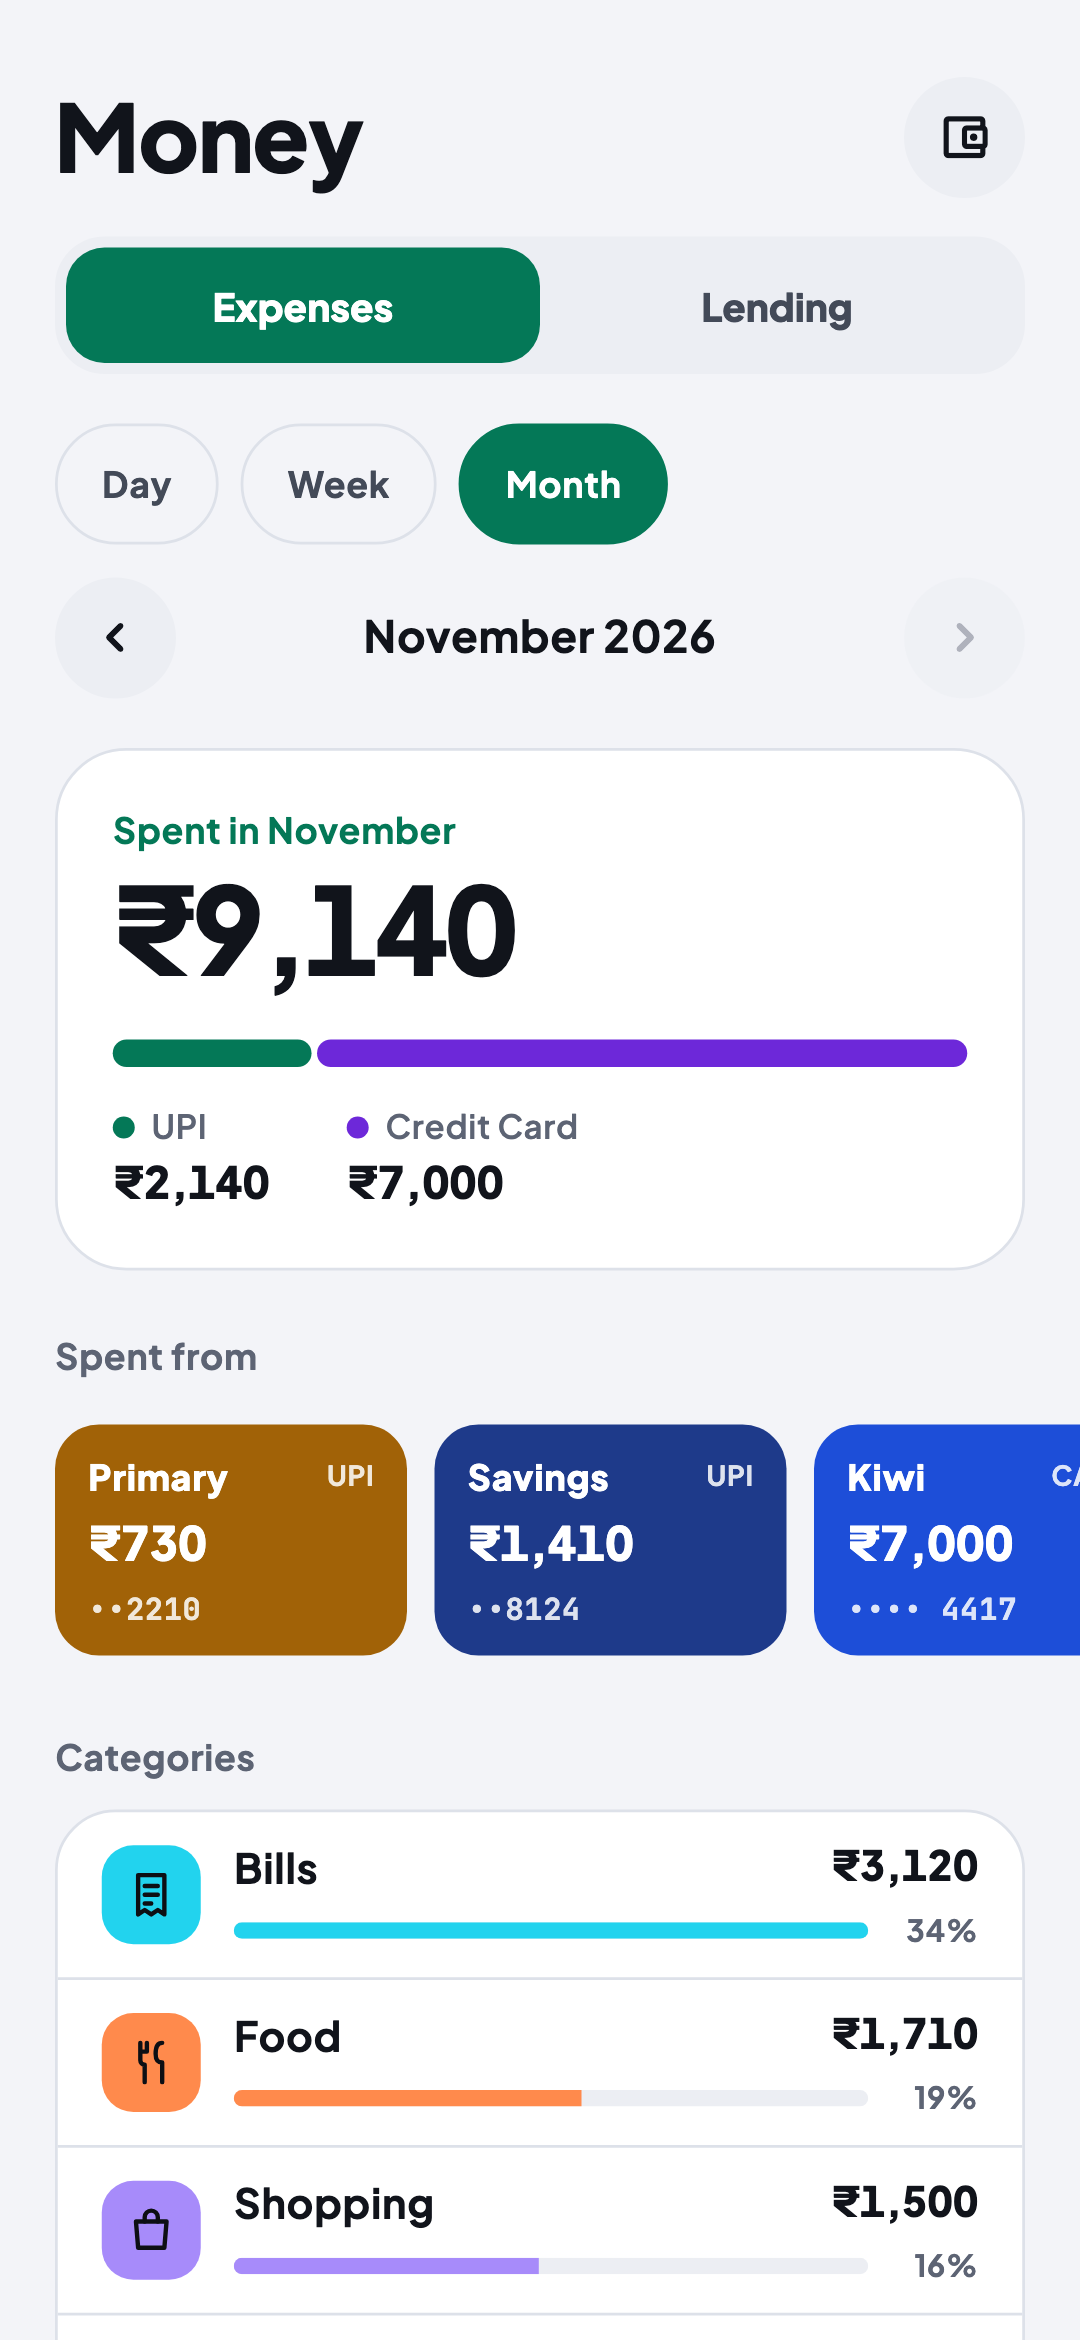 Money
Expenses
Lending
Day
Week
Month
November 2026
Spent in November
₹9,140
UPI
Credit Card
₹2,140
₹7,000
Spent from
Primary UPI
₹730
••2210
Savings UPI
₹1,410
••8124
Kiwi
₹7,000
•••• 4417
Categories
Bills ₹3,120
34%
Food ₹1,710
19%
Shopping ₹1,500
16%